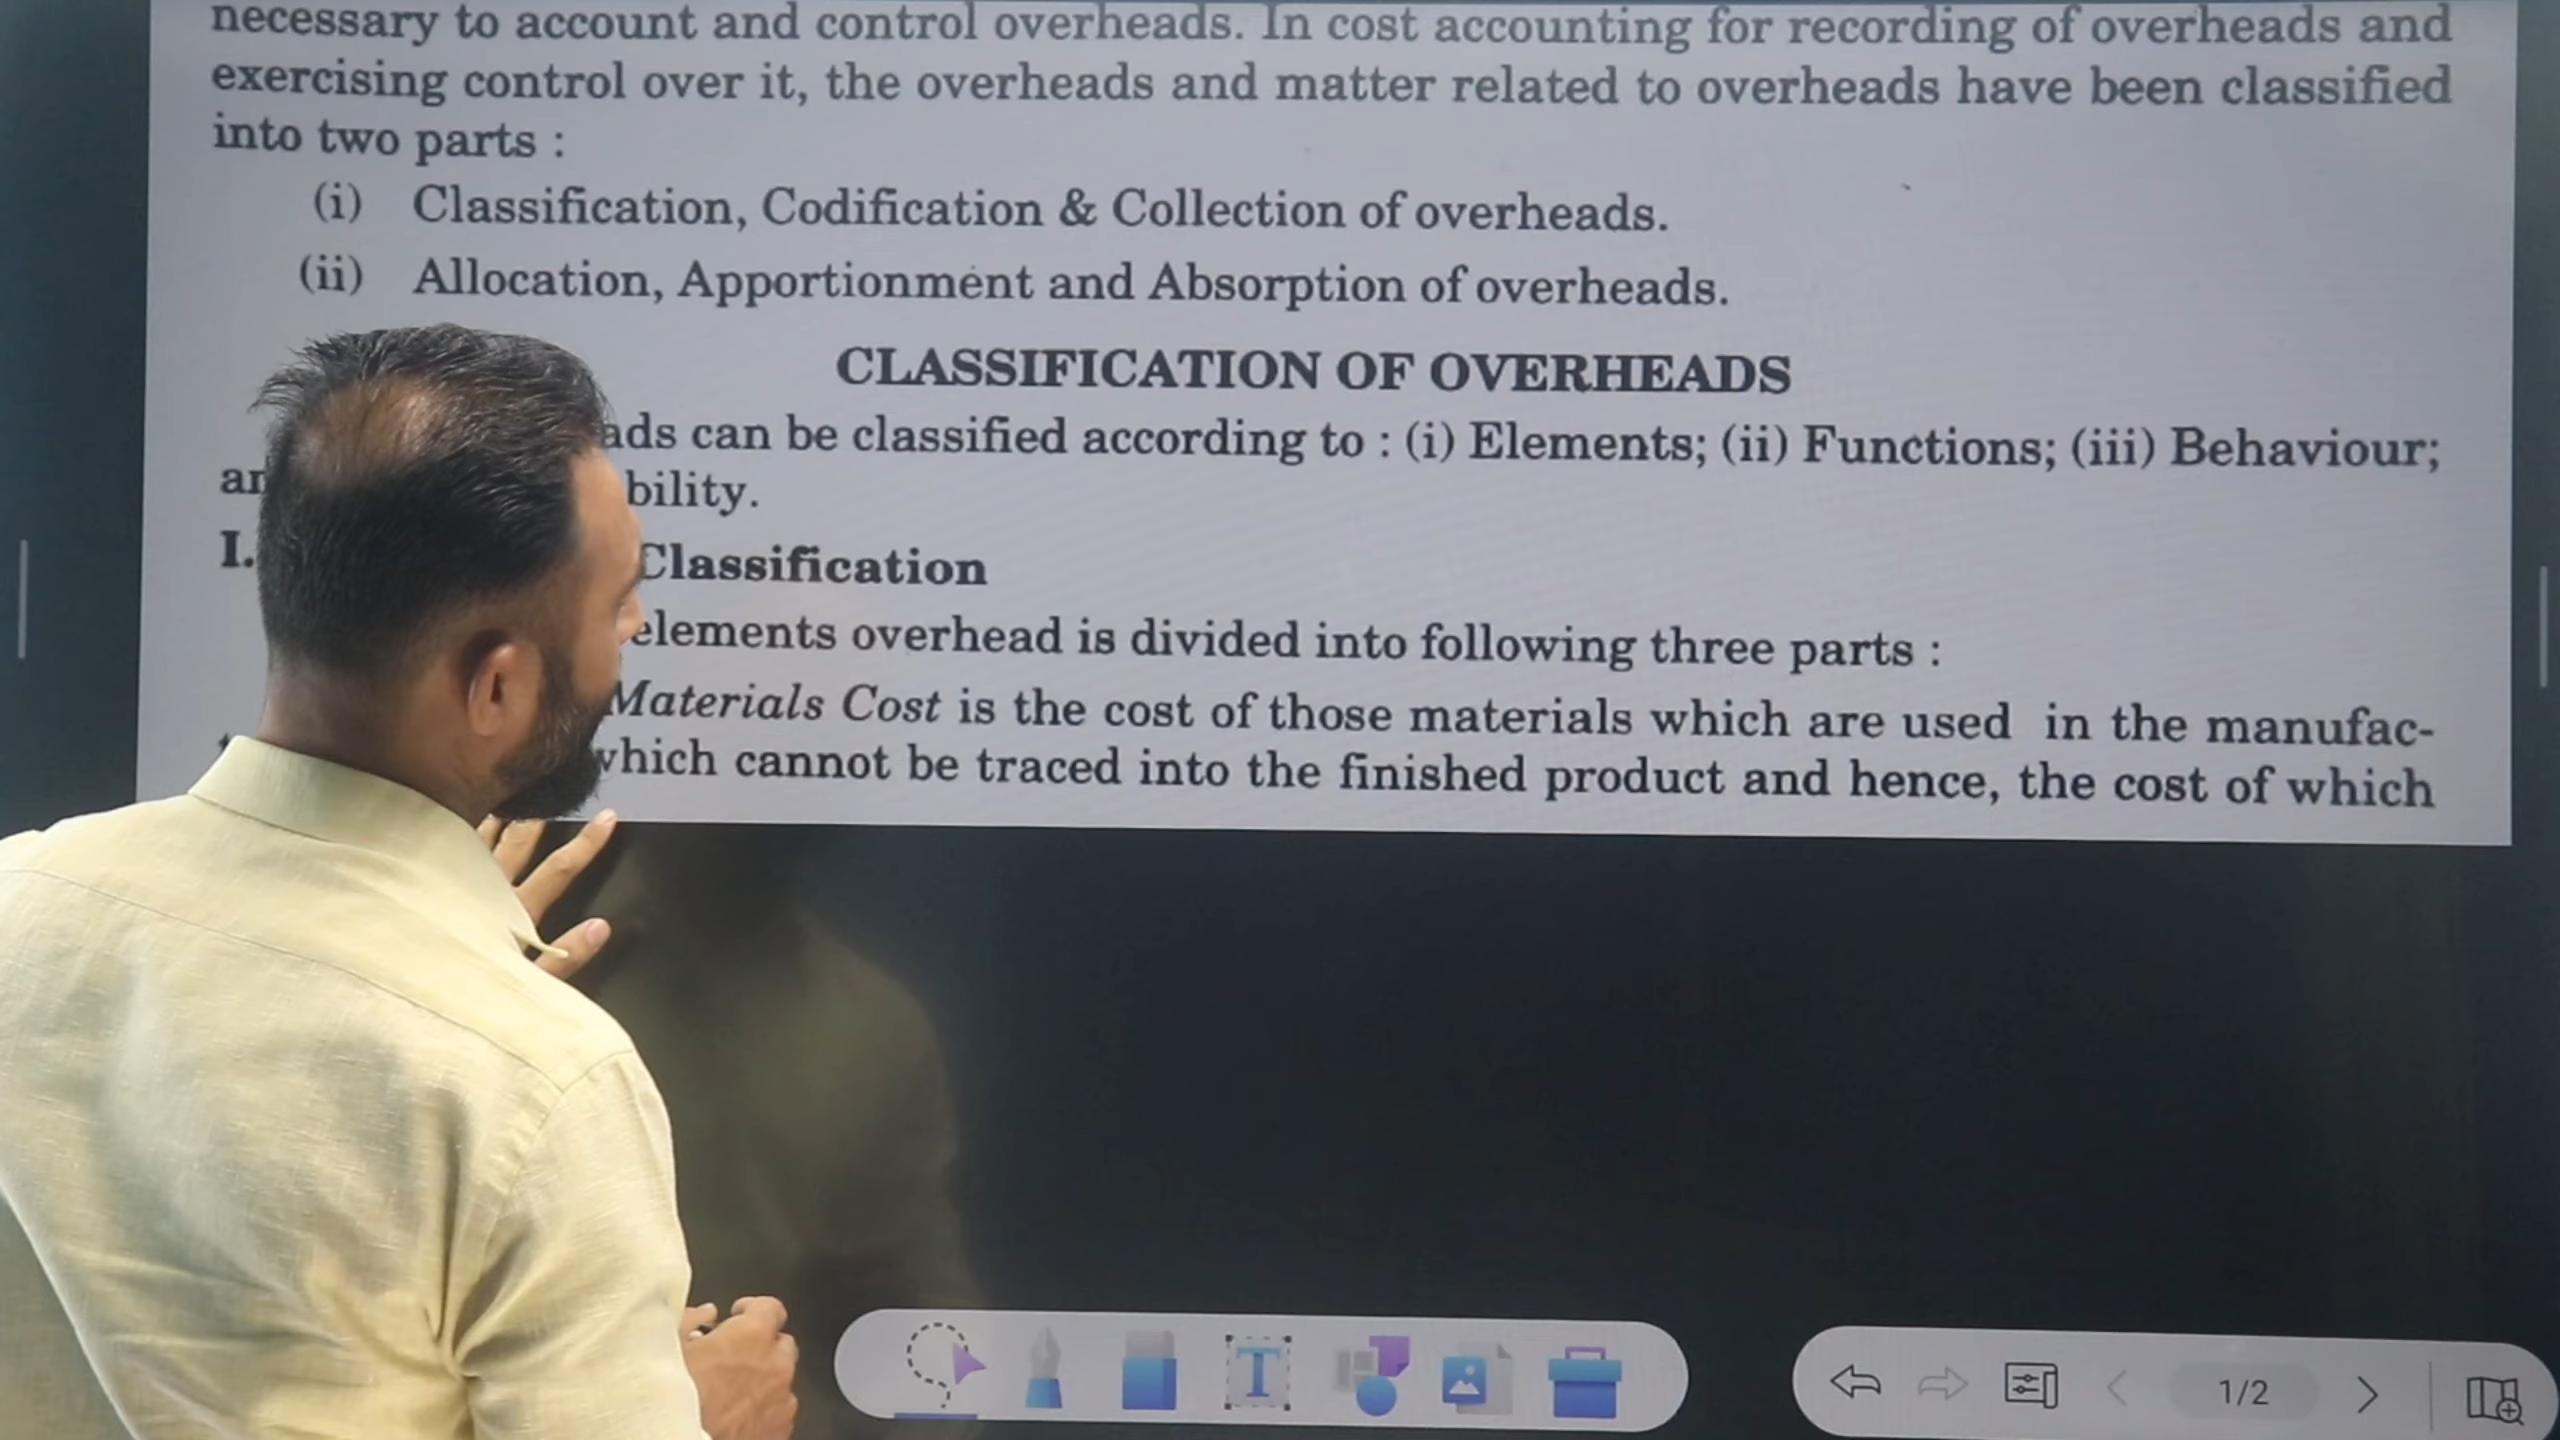 necessary to account and control overheads. In cost accounting for recording of overheads and
exercising control over it, the overheads and matter related to overheads have been classified
into two parts :
(i) Classification, Codification & Collection of overheads.
(ii) Allocation, Apportionment and Absorption of overheads.
CLASSIFICATION OF OVERHEADS
ads can be classified according to : (i) Elements; (ii) Functions; (iii) Behaviour;
bility.
I. Classification
elements overhead is divided into following three parts :
Materials Cost is the cost of those materials which are used in the manufac-
which cannot be traced into the finished product and hence, the cost of which
T
1/2